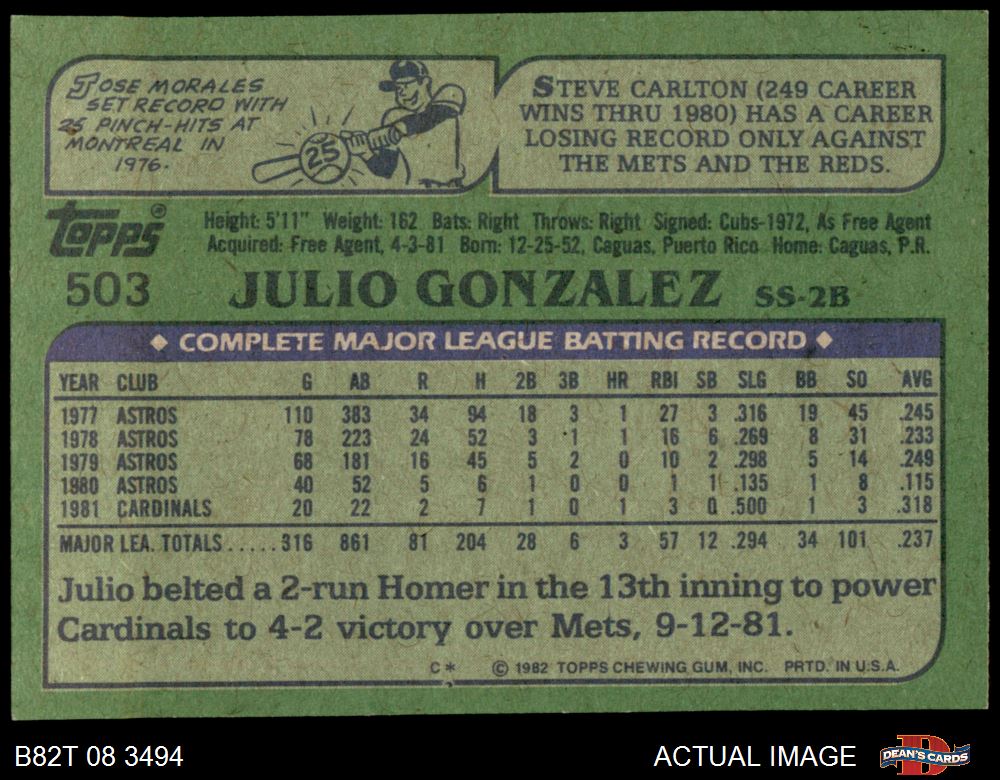 JOSE MORALES
SET RECORD WITH
25 PINCH-HITS AT
MONTREAL IN
1976.
25
STEVE CARLTON (249 CAREER
WINS THRU 1980) HAS A CAREER
LOSING RECORD ONLY AGAINST
THE METS AND THE REDS.
TOPPS®
Height: 5'11" Weight: 162 Bats: Right Throws: Right Signed: Cubs-1972, As Free Agent
Acquired: Free Agent, 4-3-81 Born: 12-25-52, Caguas, Puerto Rico Home: Caguas, P.R.
503 JULIO GONZALEZ SS-2B
◆ COMPLETE MAJOR LEAGUE BATTING RECORD ◆
YEAR CLUB G AB R H 2B 3B HR RBI SB SLG BB SO AVG
1977 ASTROS 110 383 34 94 18 3 1 27 3 .316 19 45 .245
1978 ASTROS 78 223 24 52 3 1 1 16 6 .269 8 31 .233
1979 ASTROS 68 181 16 45 5 2 0 10 2 .298 5 14 .249
1980 ASTROS 40 52 5 6 1 0 0 1 1 .135 1 8 .115
1981 CARDINALS 20 22 2 7 1 0 1 3 0 .500 1 3 .318
MAJOR LEA. TOTALS.....316 861 81 204 28 6 3 57 12 .294 34 101 .237
Julio belted a 2-run Homer in the 13th inning to power
Cardinals to 4-2 victory over Mets, 9-12-81.
C* © 1982 TOPPS CHEWING GUM, INC. PRTD. IN U.S.A.
B82T 08 3494 ACTUAL IMAGE D DEAN'S CARDS